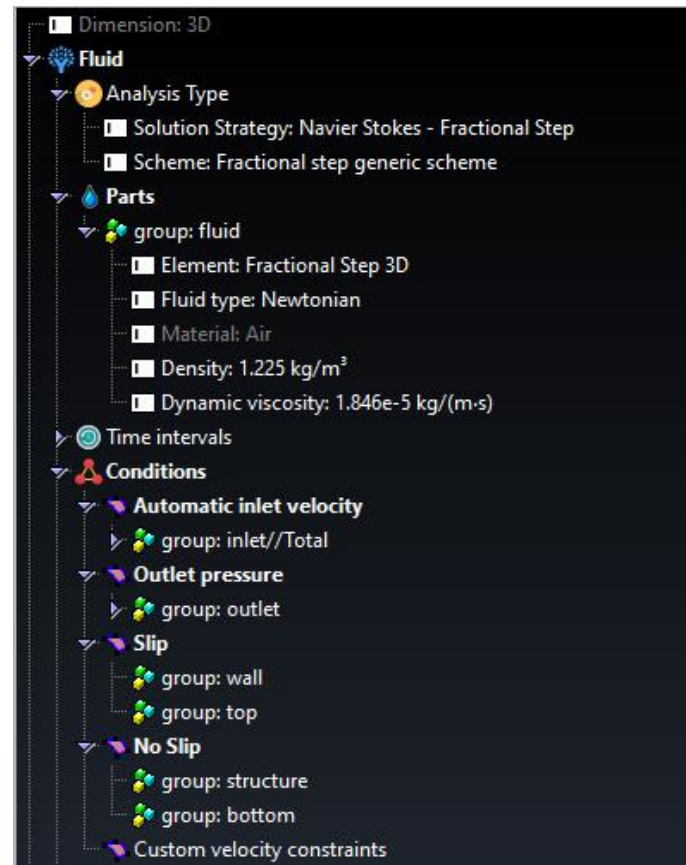 Dimension: 3D
Fluid
Analysis Type
Solution Strategy: Navier Stokes - Fractional Step
Scheme: Fractional step generic scheme
Parts
group: fluid
Element: Fractional Step 3D
Fluid type: Newtonian
Material: Air
Density: 1.225 kg/m³
Dynamic viscosity: 1.846e-5 kg/(m·s)
Time intervals
Conditions
Automatic inlet velocity
group: inlet//Total
Outlet pressure
group: outlet
Slip
group: wall
group: top
No Slip
group: structure
group: bottom
Custom velocity constraints